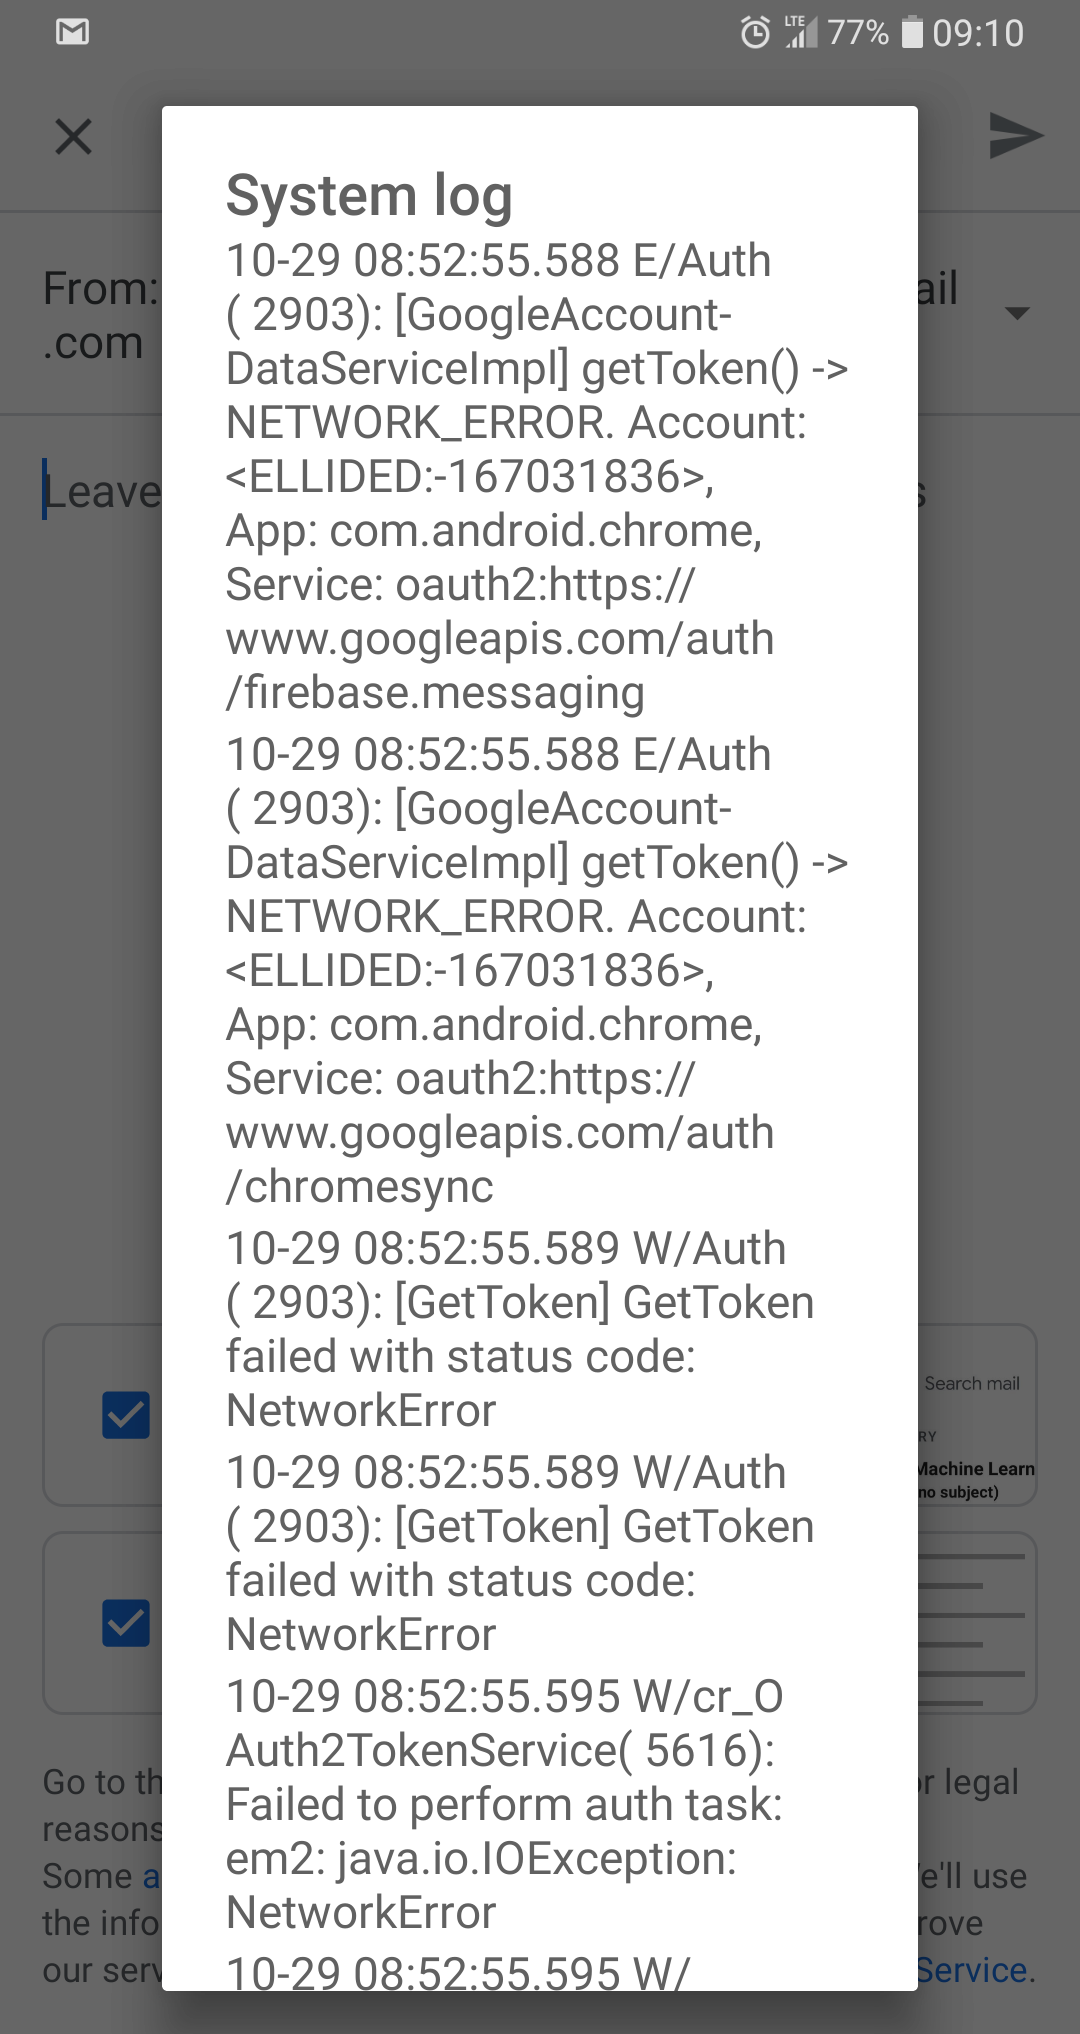 LTE 77% 09:10
System log
10-29 08:52:55.588 E/Auth
( 2903): [GoogleAccount-
DataServiceImpl] getToken() ->
NETWORK_ERROR. Account:
<ELLIDED:-167031836>,
App: com.android.chrome,
Service: oauth2:https://
www.googleapis.com/auth
/firebase.messaging
10-29 08:52:55.588 E/Auth
( 2903): [GoogleAccount-
DataServiceImpl] getToken() ->
NETWORK_ERROR. Account:
<ELLIDED:-167031836>,
App: com.android.chrome,
Service: oauth2:https://
www.googleapis.com/auth
/chromesync
10-29 08:52:55.589 W/Auth
( 2903): [GetToken] GetToken
failed with status code:
NetworkError
10-29 08:52:55.589 W/Auth
( 2903): [GetToken] GetToken
failed with status code:
NetworkError
10-29 08:52:55.595 W/cr_O
Auth2TokenService( 5616):
Failed to perform auth task:
em2: java.io.IOException:
NetworkError
10-29 08:52:55.595 W/
From:
.com
ail
Leave
Search mail
RY
Machine Learn
no subject)
Go to th
or legal
reasons
Some a
e'll use
the info
rove
our serv
Service.